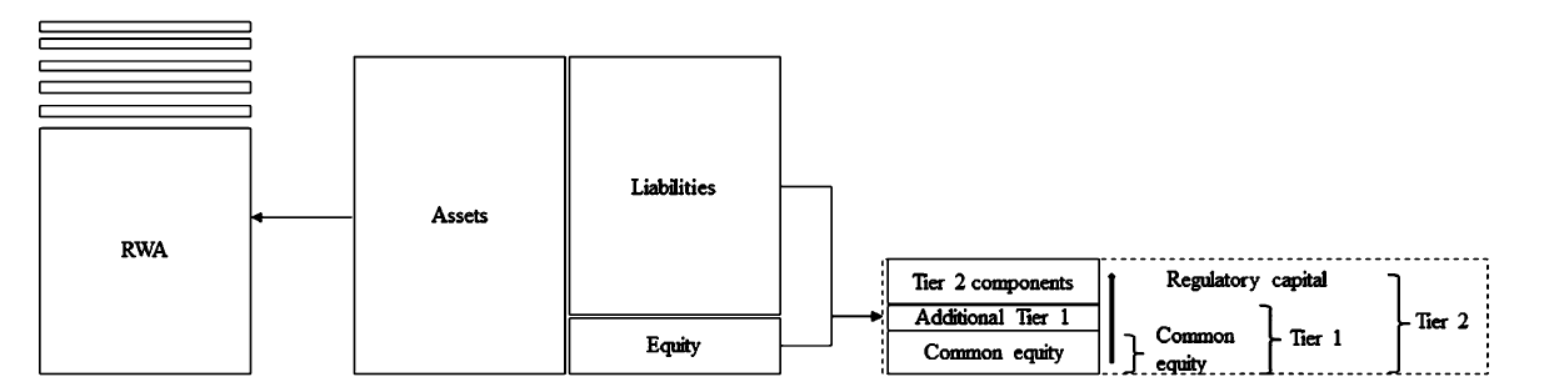 RWA
Assets
Liabilities
Equity
Tier 2 components
Additional Tier 1
Common equity
Regulatory capital
Common
equity
Tier 1
Tier 2